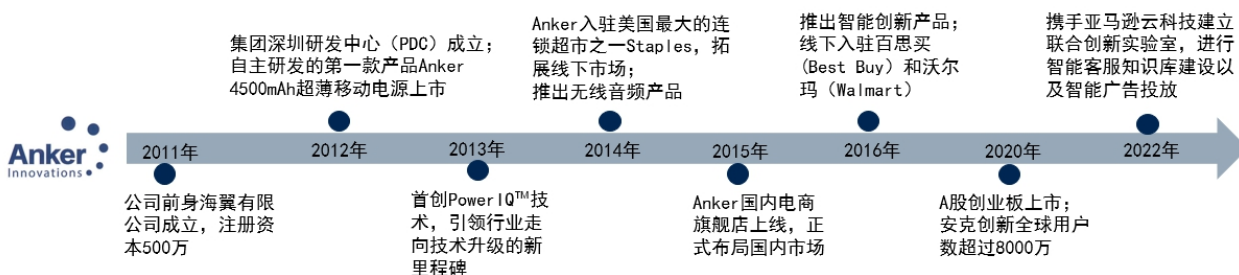 集团深圳研发中心（PDC）成立；
自主研发的第一款产品Anker
4500mAh超薄移动电源上市
Anker入驻美国最大的连
锁超市之一Staples，拓
展线下市场；
推出无线音频产品
推出智能创新产品；
线下入驻百思买
（Best Buy）和沃尔
玛（Walmart）
携手亚马逊云科技建立
联合创新实验室，进行
智能客服知识库建设以
及智能广告投放
Anker
Innovations
2011年
2012年
2013年
2014年
2015年
2016年
2020年
2022年
公司前身海翼有限
公司成立，注册资
本500万
首创PowerIQ™技
术，引领行业走
向技术升级的新
里程碑
Anker国内电商
旗舰店上线，正
式布局国内市场
A股创业板上市；
安克创新全球用户
数超过8000万